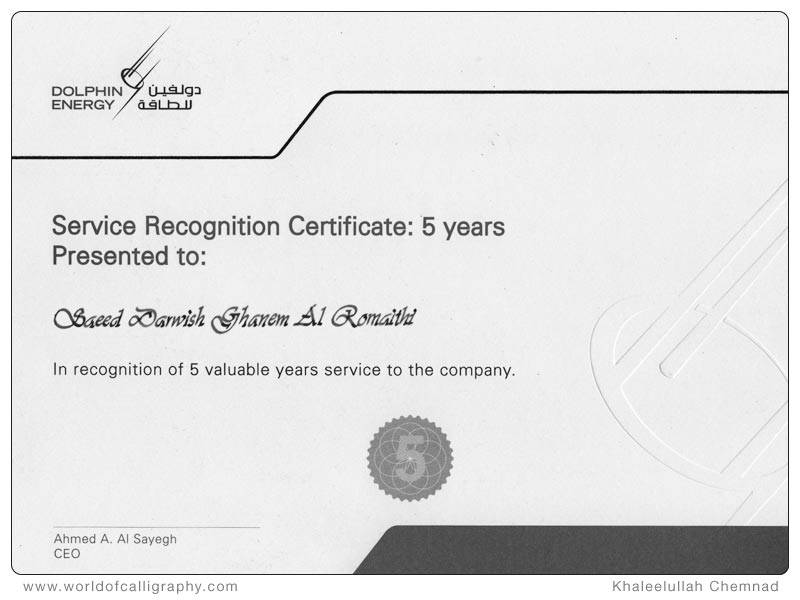 DOLPHIN
ENERGY
دولفين
للطاقة
Service Recognition Certificate: 5 years
Presented to:
Saeed Darwish Ghanem Al Romaithi
In recognition of 5 valuable years service to the company.
5
Ahmed A. Al Sayegh
CEO
www.worldofcalligraphy.com
Khaleelullah Chemnad